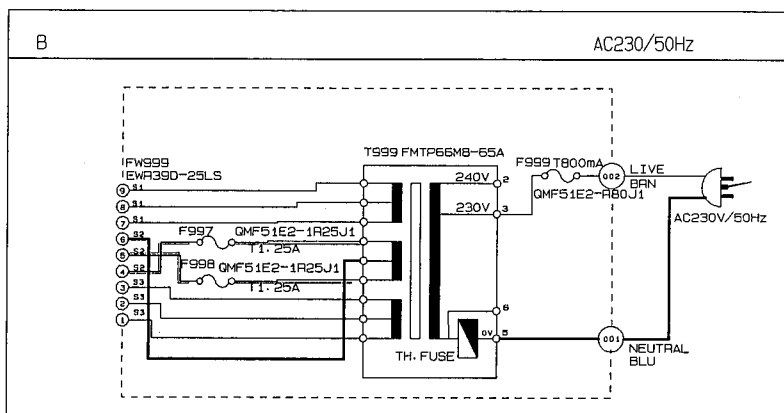 B
AC230/50Hz
T999 FMTP66M8-65A
FW999
EWR39D-25LS
F999 T800mA
002
LIVE
BRN
QMF51E2-R80J1
AC230V/50Hz
240V
2
230V
3
9 S1
8 S1
7 S1
6 S2
5 S2
4 S2
3 S3
2 S3
1 S3
F997
QMF51E2-1R25J1
T1.25A
F998
QMF51E2-1R25J1
T1.25A
6
0V
5
TH. FUSE
001
NEUTRAL
BLU